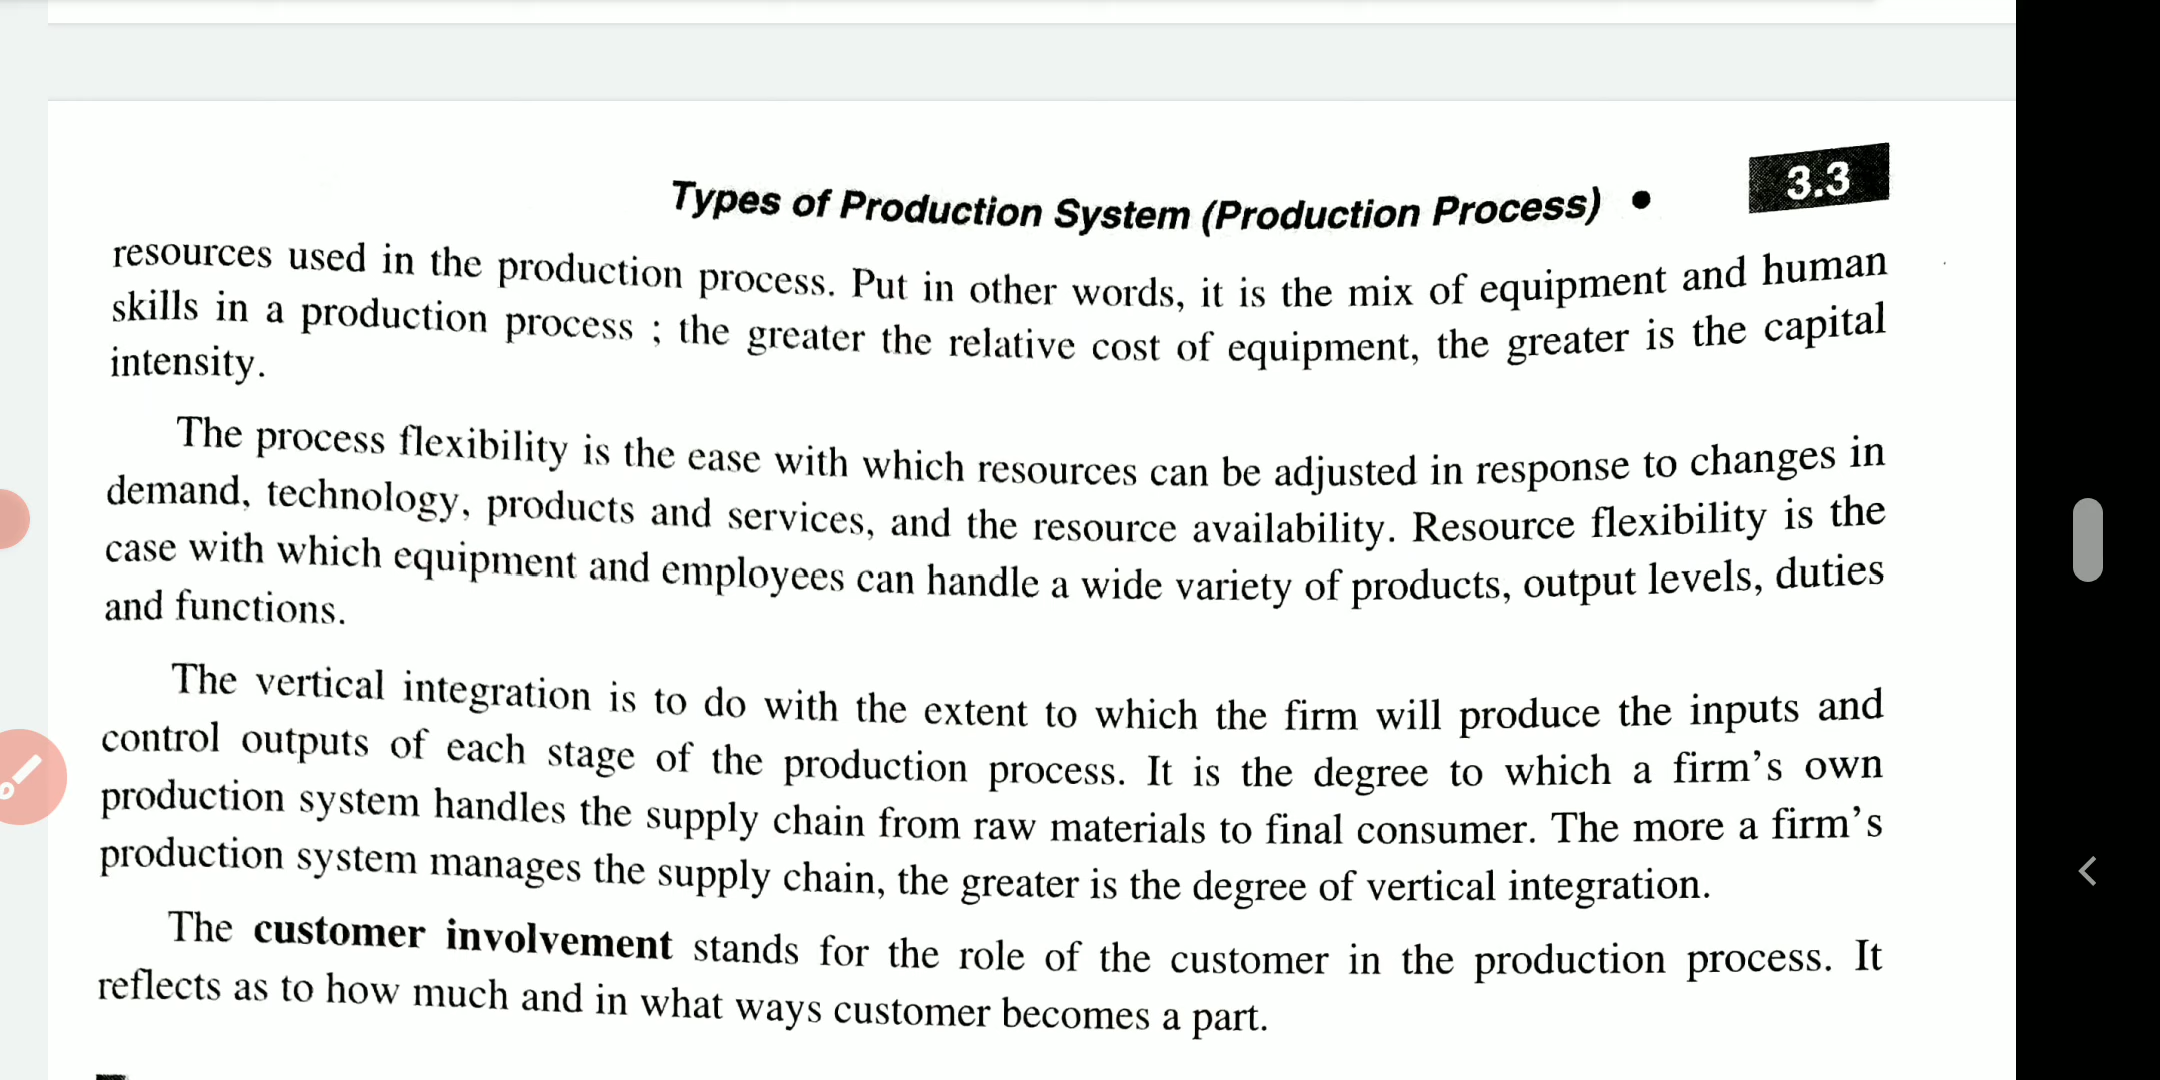 Types of Production System (Production Process) •
3.3
resources used in the production process. Put in other words, it is the mix of equipment and human
skills in a production process ; the greater the relative cost of equipment, the greater is the capital
intensity.
The process flexibility is the ease with which resources can be adjusted in response to changes in
demand, technology, products and services, and the resource availability. Resource flexibility is the
case with which equipment and employees can handle a wide variety of products, output levels, duties
and functions.
The vertical integration is to do with the extent to which the firm will produce the inputs and
control outputs of each stage of the production process. It is the degree to which a firm's own
production system handles the supply chain from raw materials to final consumer. The more a firm's
production system manages the supply chain, the greater is the degree of vertical integration.
The customer involvement stands for the role of the customer in the production process. It
reflects as to how much and in what ways customer becomes a part.